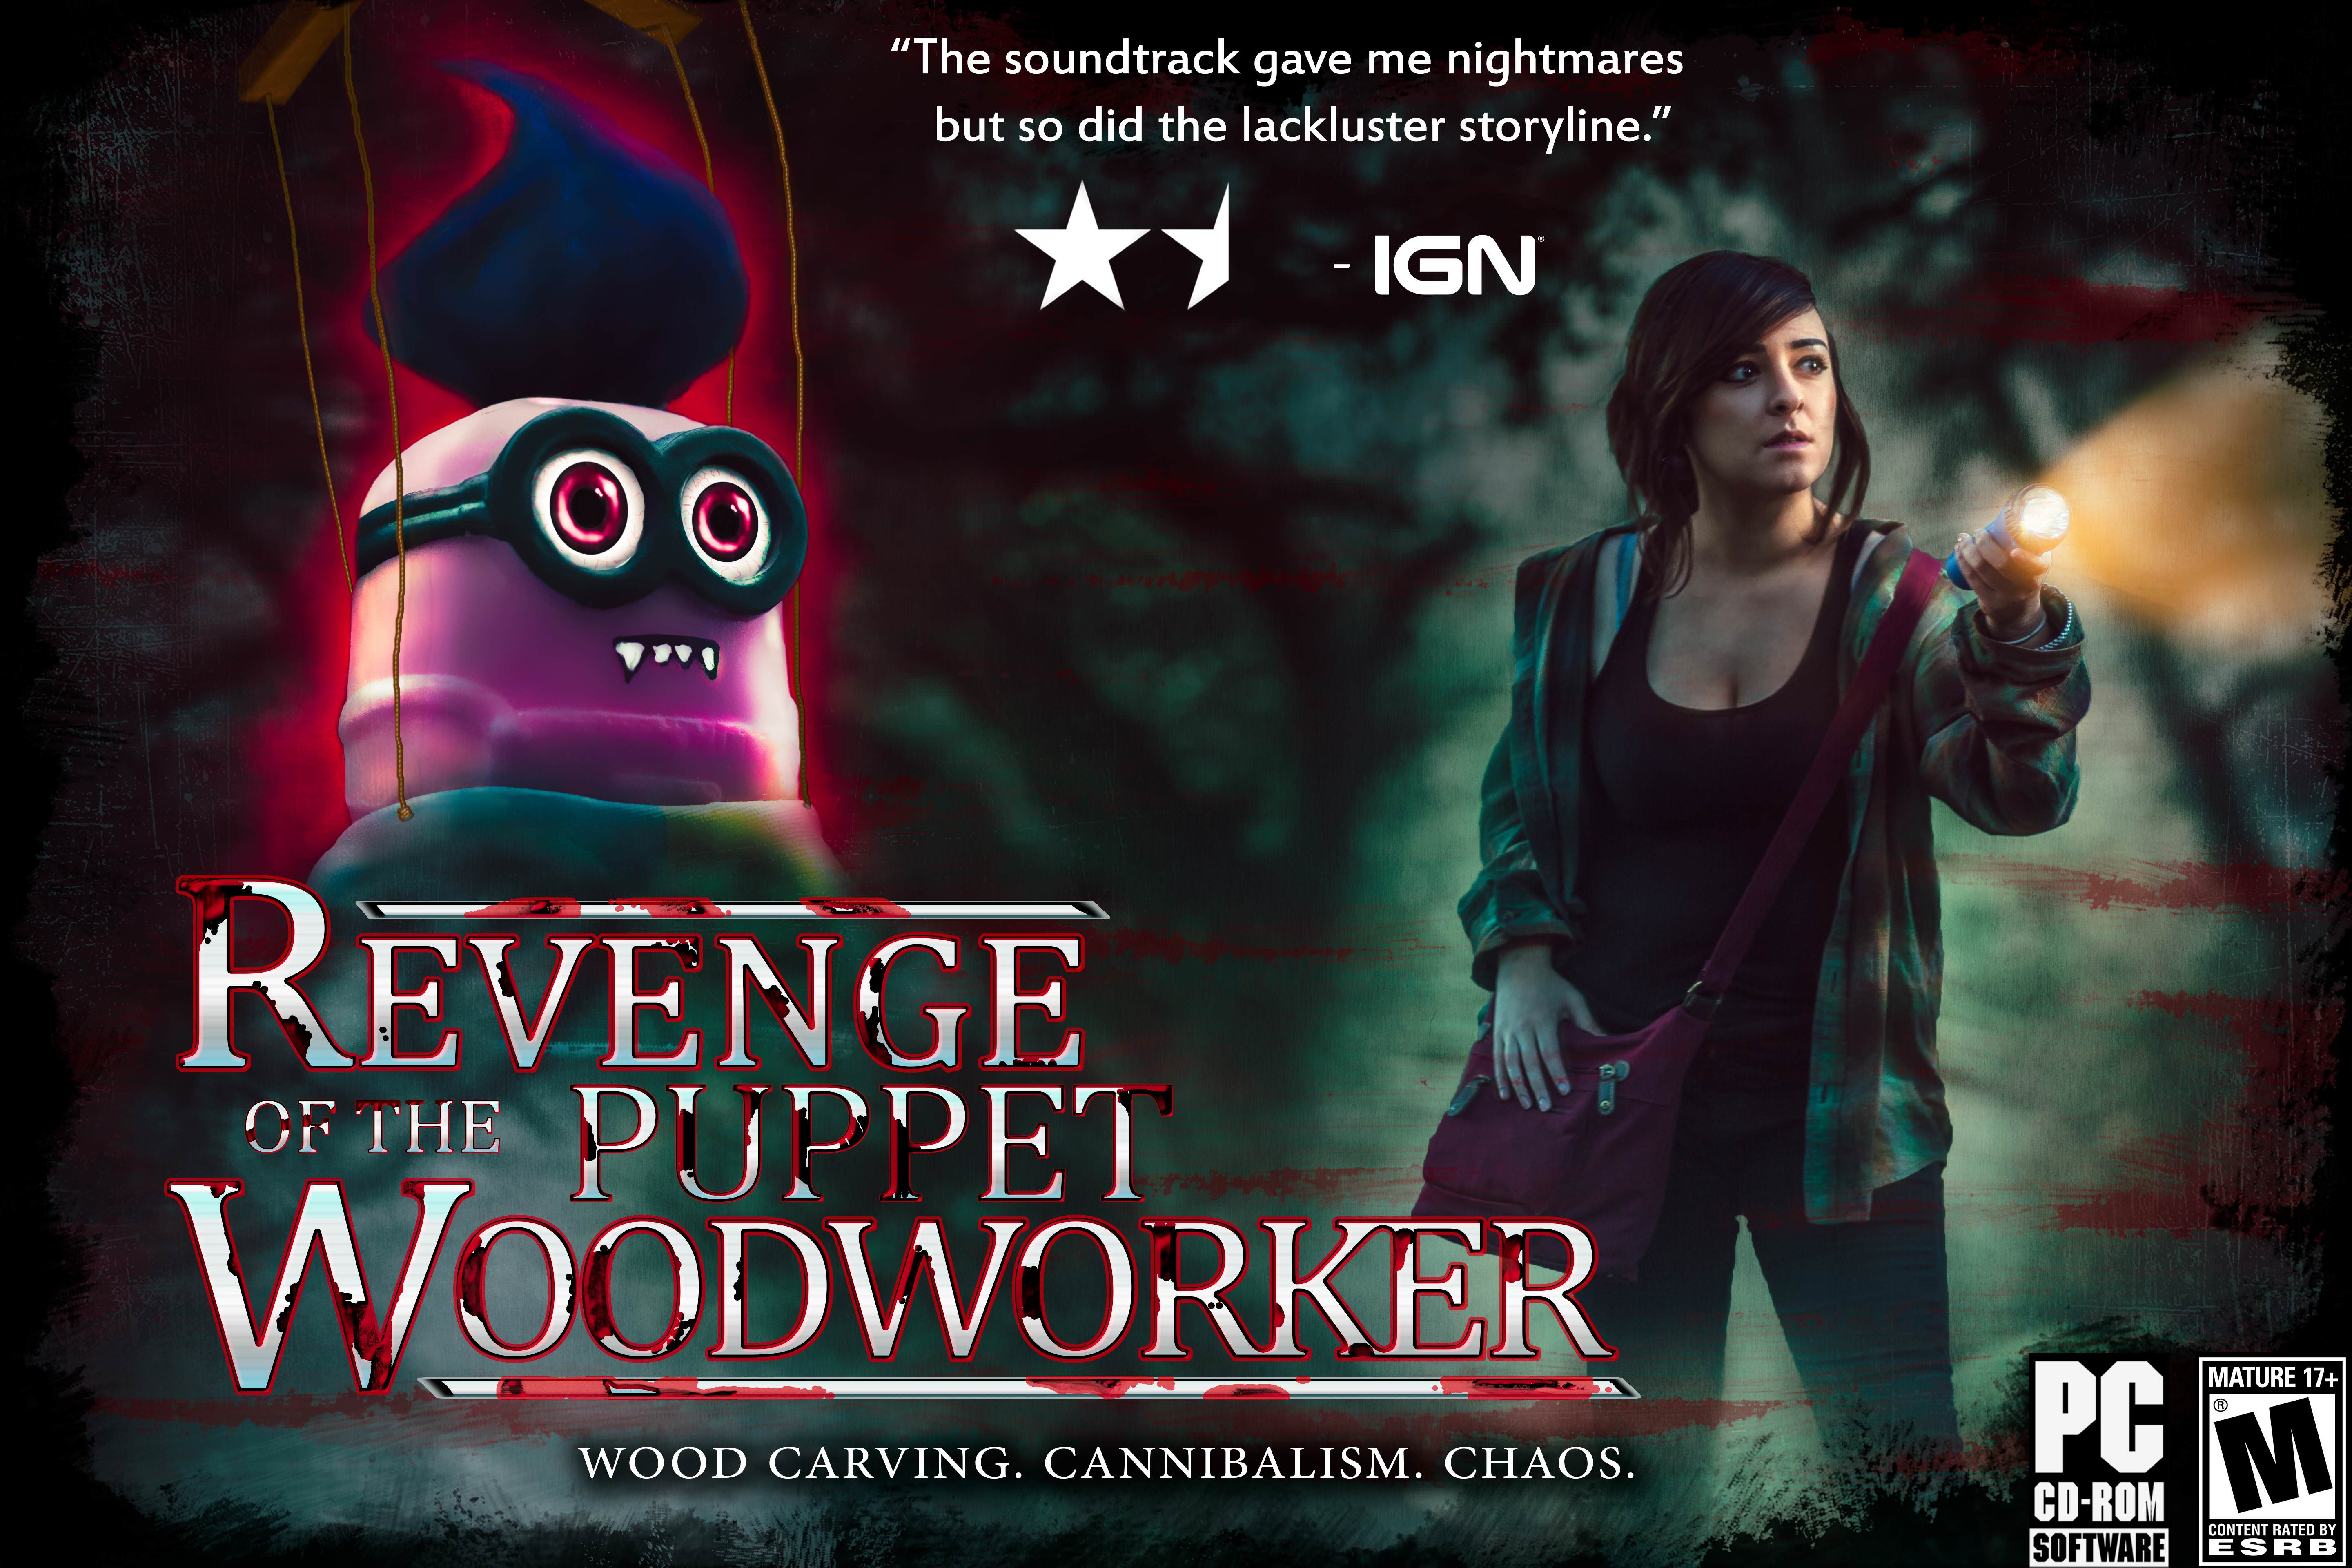 “The soundtrack gave me nightmares
but so did the lackluster storyline.”
- IGN®
REVENGE
OF THE PUPPET
WOODWORKER
WOOD CARVING. CANNIBALISM. CHAOS.
PC
CD-ROM
SOFTWARE
MATURE 17+
®
M
CONTENT RATED BY
ESRB